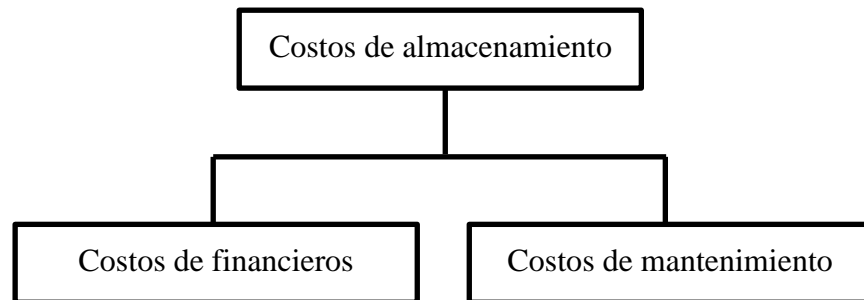 Costos de almacenamiento
Costos de financieros
Costos de mantenimiento